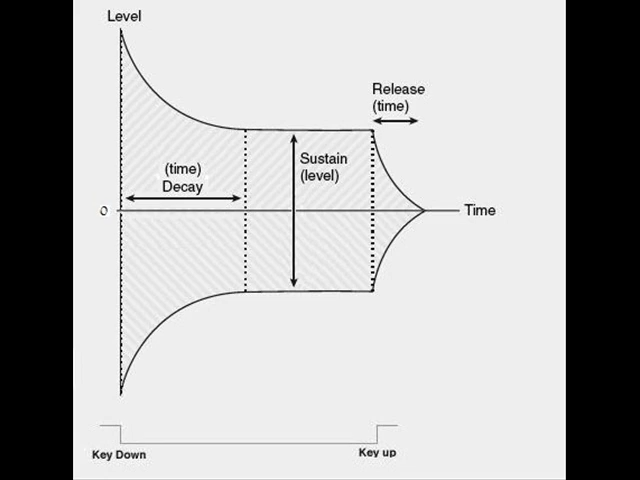 Level
Release
(time)
Sustain
(level)
(time)
Decay
0
Time
Key Down
Key up